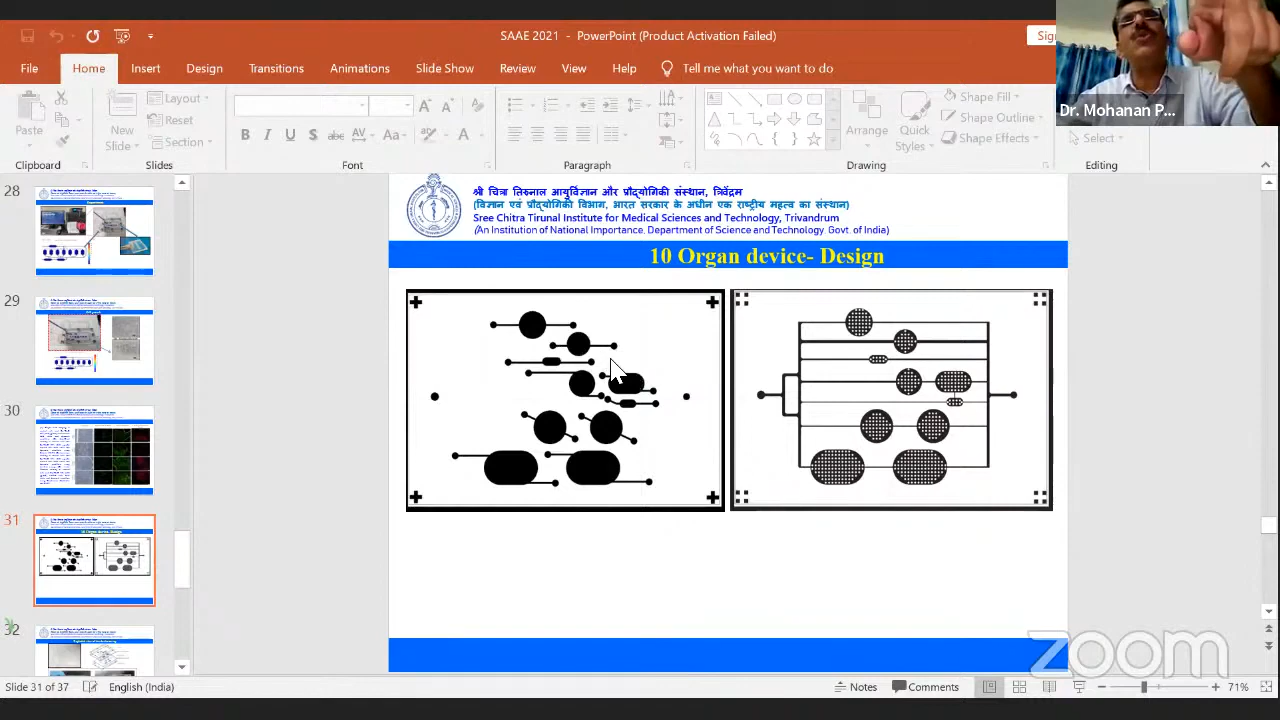 SAAE 2021 - PowerPoint (Product Activation Failed)
Sig
File Home Insert Design Transitions Animations Slide Show Review View Help Tell me what you want to do
Dr. Mohanan P...
Paste
New
Slide
Layout
Reset
Section
Shape Fill
Shape Outline
Shape Effects
Arrange
Quick
Styles
Select
Clipboard Slides Font Paragraph Drawing Editing
28
29
30
31
32
श्री चित्रा तिरुनाल आयुर्विज्ञान और प्रौद्योगिकी संस्थान, त्रिवेंद्रम
(विज्ञान एवं प्रौद्योगिकी विभाग, भारत सरकार के अधीन एक राष्ट्रीय महत्व का संस्थान)
Sree Chitra Tirunal Institute for Medical Sciences and Technology, Trivandrum
(An Institution of National Importance, Department of Science and Technology, Govt. of India)
10 Organ device- Design
zoom
Slide 31 of 37 English (India) Notes Comments 71%